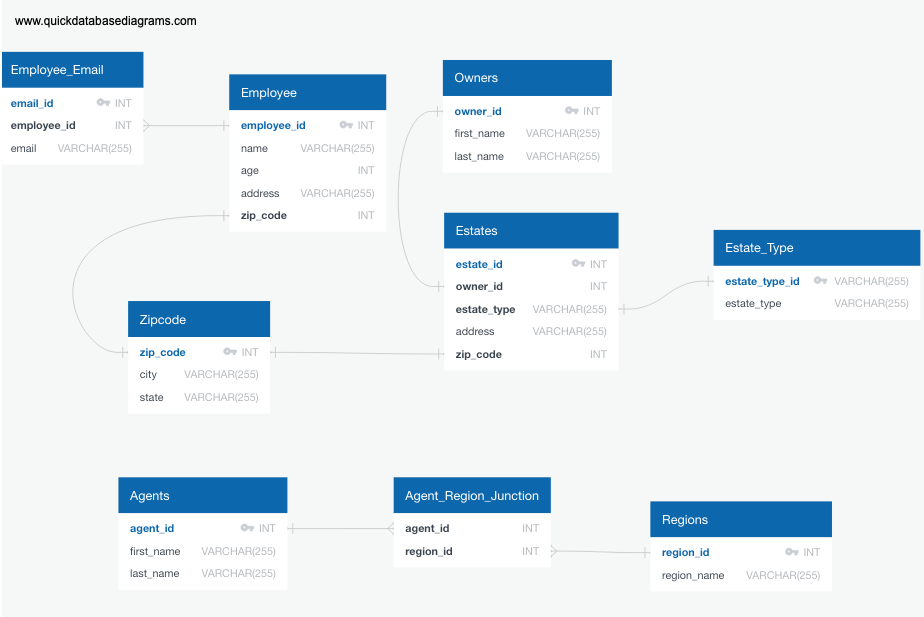 www.quickdatabasediagrams.com
Employee_Email
email_id INT
employee_id INT
email VARCHAR(255)
Employee
employee_id INT
name VARCHAR(255)
age INT
address VARCHAR(255)
zip_code INT
Owners
owner_id INT
first_name VARCHAR(255)
last_name VARCHAR(255)
Estates
estate_id INT
owner_id INT
estate_type VARCHAR(255)
address VARCHAR(255)
zip_code INT
Estate_Type
estate_type_id VARCHAR(255)
estate_type VARCHAR(255)
Zipcode
zip_code INT
city VARCHAR(255)
state VARCHAR(255)
Agents
agent_id INT
first_name VARCHAR(255)
last_name VARCHAR(255)
Agent_Region_Junction
agent_id INT
region_id INT
Regions
region_id INT
region_name VARCHAR(255)